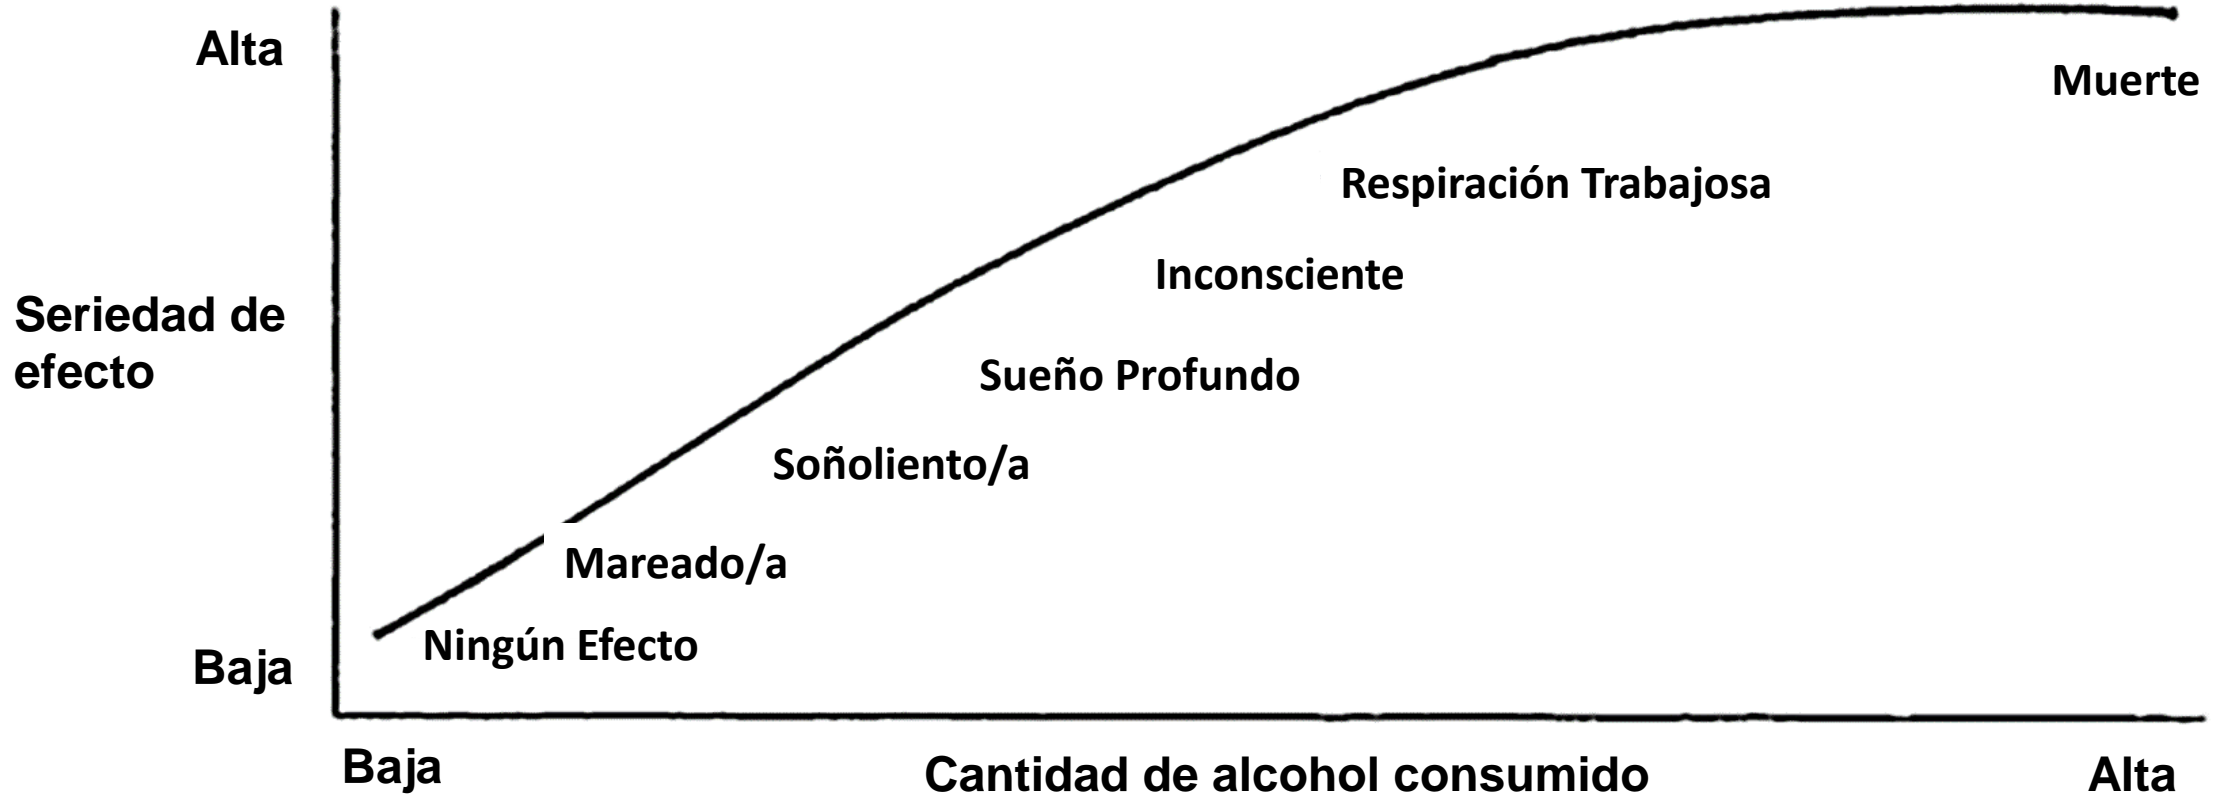 Alta
Muerte
Respiración Trabajosa
Inconsciente
Seriedad de
efecto
Sueño Profundo
Soñoliento/a
Mareado/a
Ningún Efecto
Baja
Baja
Cantidad de alcohol consumido
Alta